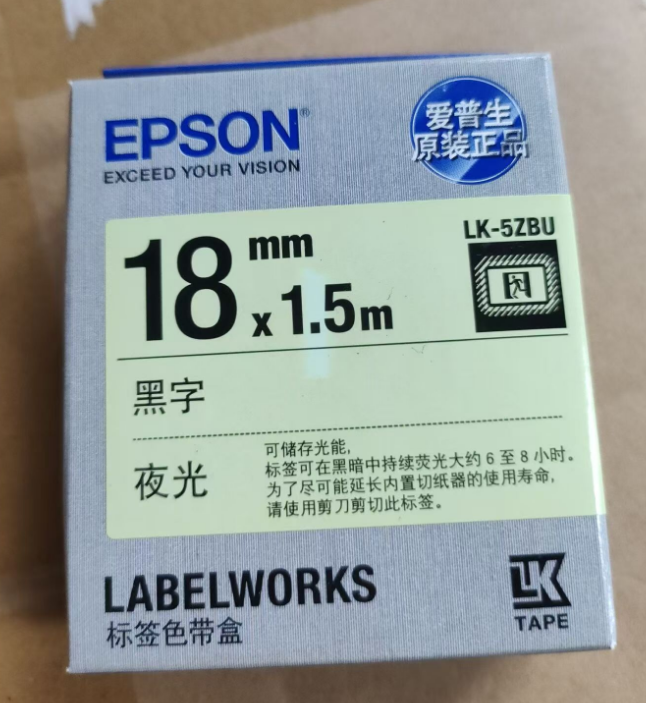 EPSON®
EXCEED YOUR VISION
爱普生
原装正品
18 mm x 1.5m
LK-5ZBU
黑字
夜光
可储存光能,
标签可在黑暗中持续荧光大约 6 至 8 小时。
为了尽可能延长内置切纸器的使用寿命,
请使用剪刀剪切此标签。
LABELWORKS
标签色带盒
LK
TAPE